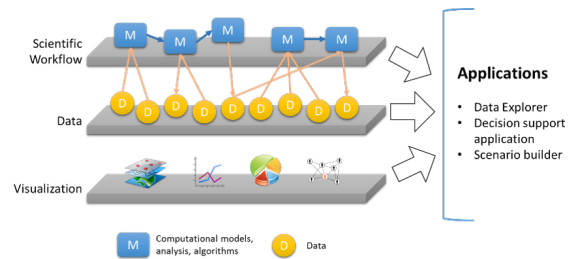 M
M
M
M
M
Scientific
Workflow
Applications
• Data Explorer
• Decision support
application
• Scenario builder
D
D
D
D
D
D
D
D
D
Data
Visualization
M
Computational models,
analysis, algorithms
D
Data